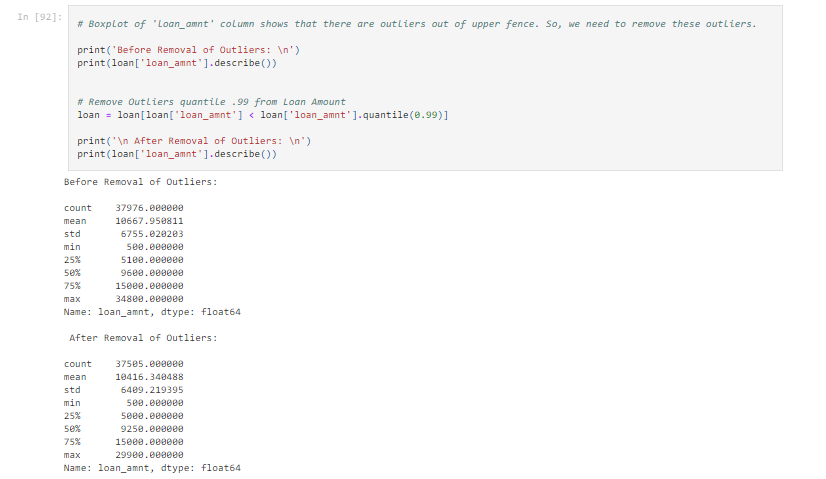 In [92]:
# Boxplot of 'Loan_amnt' column shows that there are outliers out of upper fence. So, we need to remove these outliers.
print('Before Removal of Outliers: \n')
print(loan['loan_amnt'].describe())
# Remove Outliers quantile .99 from Loan Amount
loan = loan[loan['loan_amnt'] < loan['loan_amnt'].quantile(0.99)]
print('\n After Removal of Outliers: \n')
print(loan['loan_amnt'].describe())
Before Removal of Outliers:
count 37976.000000
mean 10667.950811
std 6755.020203
min 500.000000
25% 5100.000000
50% 9600.000000
75% 15000.000000
max 34800.000000
Name: loan_amnt, dtype: float64
After Removal of Outliers:
count 37505.000000
mean 10416.340488
std 6409.219395
min 500.000000
25% 5000.000000
50% 9250.000000
75% 15000.000000
max 29900.000000
Name: loan_amnt, dtype: float64